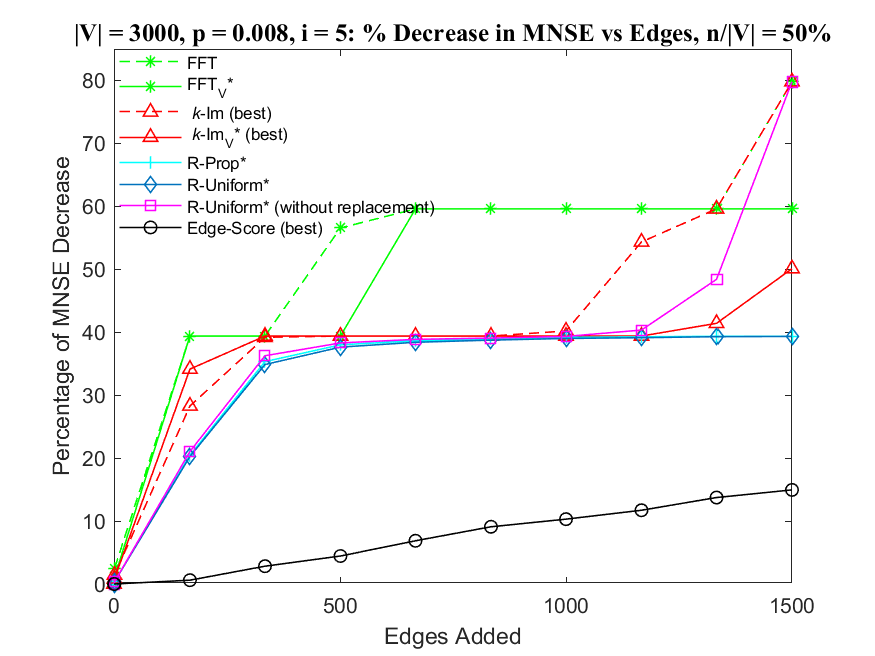 |V| = 3000, p = 0.008, i = 5: % Decrease in MNSE vs Edges, n/|V| = 50%
FFT
FFT_V*
k-Im (best)
k-Im_V* (best)
R-Prop*
R-Uniform*
R-Uniform* (without replacement)
Edge-Score (best)
Percentage of MNSE Decrease
80
70
60
50
40
30
20
10
0
0 500 1000 1500
Edges Added